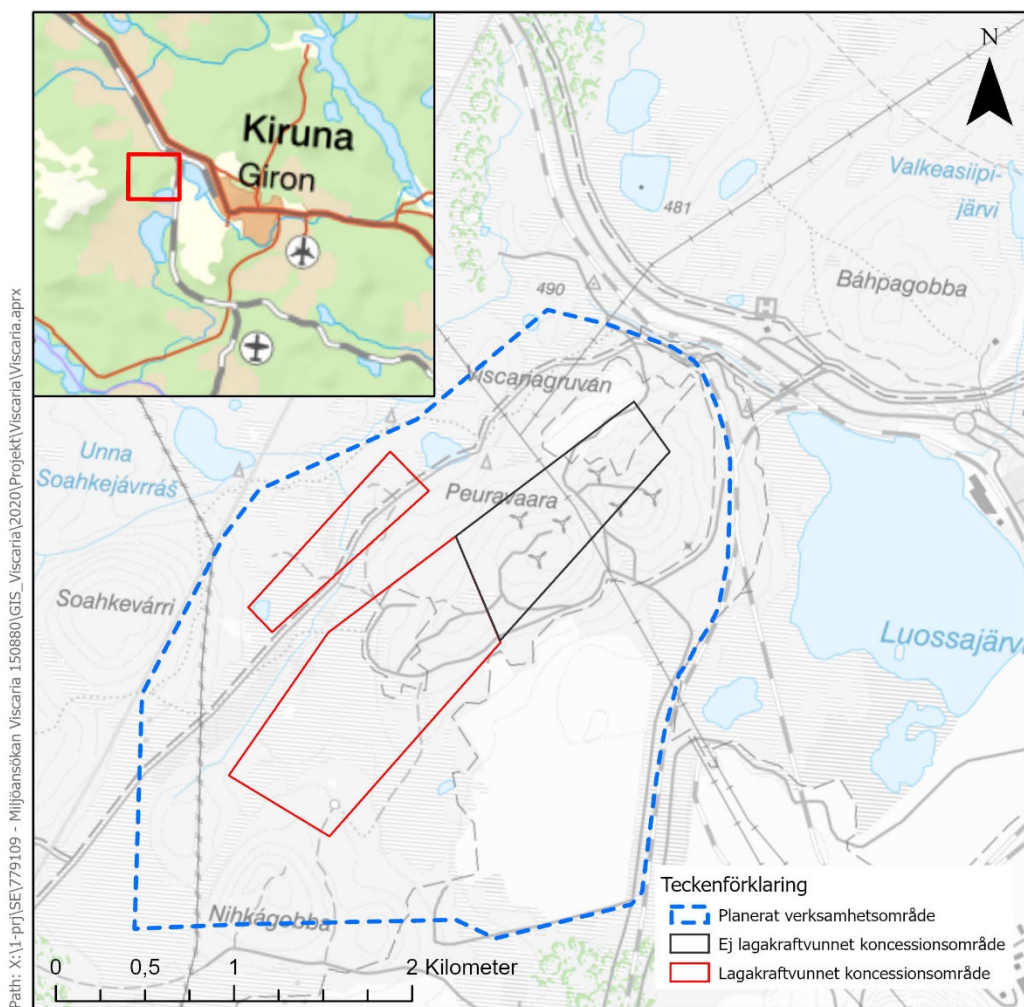 Kiruna
Giron
N
Valkeasiipi-
järvi
481
Báhpagobba
490
H
Viscariagruvan
Unna
Soahkejávrráš
Peuravaara
Soahkevárri
Luossajärvi
Nihkágobba
0 0,5 1 2 Kilometer
Teckenförklaring
Planerat verksamhetsområde
Ej lagakraftvunnet koncessionsområde
Lagakraftvunnet koncessionsområde
Path: X:\1-prj\SE\779109 - Miljöansökan Viscaria 150880\GIS_Viscaria\2020\Projekt\Viscaria\Viscaria.aprx